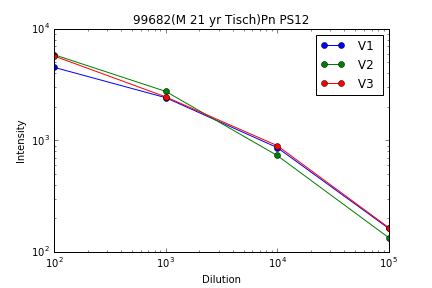 99682(M 21 yr Tisch)Pn PS12
10⁴
10³
10²
Intensity
V1
V2
V3
10² 10³ 10⁴ 10⁵
Dilution